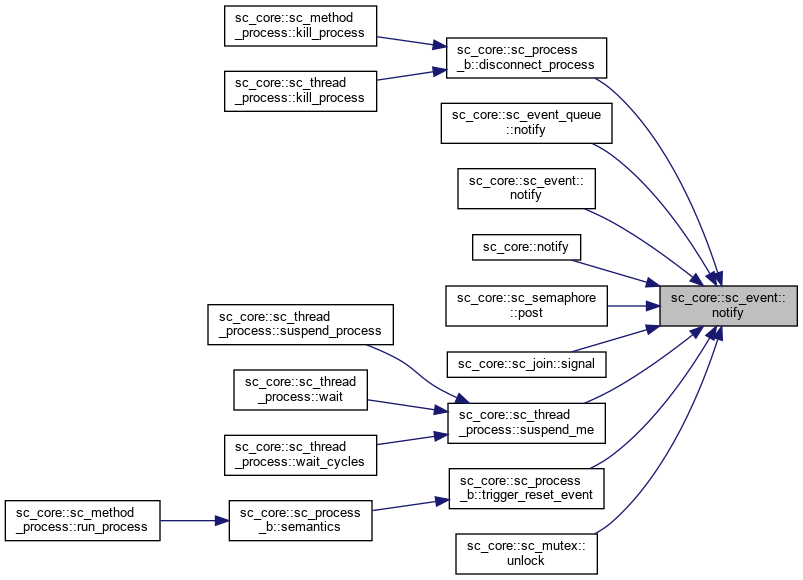 sc_core::sc_method
_process::kill_process
sc_core::sc_process
_b::disconnect_process
sc_core::sc_thread
_process::kill_process
sc_core::sc_event_queue
::notify
sc_core::sc_event::
notify
sc_core::notify
sc_core::sc_event::
notify
sc_core::sc_semaphore
::post
sc_core::sc_thread
_process::suspend_process
sc_core::sc_join::signal
sc_core::sc_thread
_process::wait
sc_core::sc_thread
_process::suspend_me
sc_core::sc_thread
_process::wait_cycles
sc_core::sc_process
_b::trigger_reset_event
sc_core::sc_method
_process::run_process
sc_core::sc_process
_b::semantics
sc_core::sc_mutex::
unlock